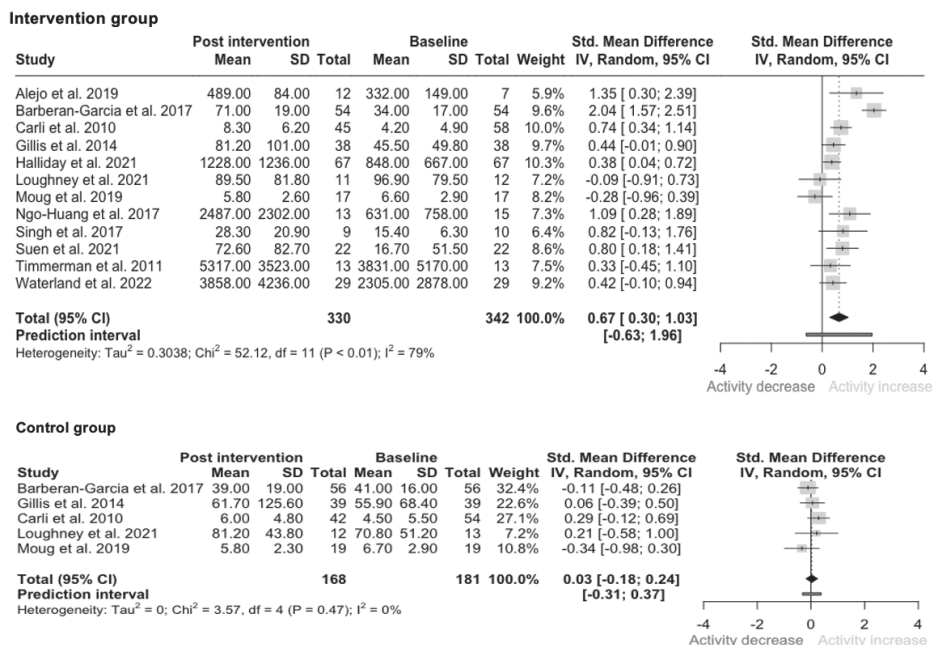 Intervention group
Post intervention Baseline Std. Mean Difference Std. Mean Difference
Study Mean SD Total Mean SD Total Weight IV, Random, 95% CI IV, Random, 95% CI
Alejo et al. 2019 489.00 84.00 12 332.00 149.00 7 5.9% 1.35 [ 0.30; 2.39]
Barberan-Garcia et al. 2017 71.00 19.00 54 34.00 17.00 54 9.6% 2.04 [ 1.57; 2.51]
Carli et al. 2010 8.30 6.20 45 4.20 4.90 58 10.0% 0.74 [ 0.34; 1.14]
Gillis et al. 2014 81.20 101.00 38 45.50 49.80 38 9.6% 0.44 [-0.01; 0.90]
Halliday et al. 2021 1228.00 1236.00 67 848.00 667.00 67 10.4% 0.38 [ 0.04; 0.72]
Loughney et al. 2021 89.50 81.80 11 96.90 79.50 12 7.2% -0.09 [-0.91; 0.73]
Moug et al. 2019 5.80 2.60 17 6.60 2.90 17 8.2% -0.28 [-0.96; 0.39]
Ngo-Huang et al. 2017 2487.00 2302.00 13 631.00 758.00 15 7.3% 1.09 [ 0.28; 1.89]
Singh et al. 2017 28.30 20.90 9 15.40 6.30 10 6.4% 0.82 [-0.13; 1.76]
Suen et al. 2021 72.60 82.70 22 16.70 51.50 22 8.6% 0.80 [ 0.18; 1.41]
Timmerman et al. 2011 5317.00 3523.00 13 3831.00 5170.00 13 7.5% 0.33 [-0.45; 1.10]
Waterland et al. 2022 3858.00 4236.00 29 2305.00 2878.00 29 9.2% 0.42 [-0.10; 0.94]
Total (95% CI) 330 342 100.0% 0.67 [ 0.30; 1.03]
Prediction interval [-0.63; 1.96]
Heterogeneity: Tau² = 0.3038; Chi² = 52.12, df = 11 (P < 0.01); I² = 79%
-4 -2 0 2 4
Activity decrease Activity increase
Control group
Post intervention Baseline Std. Mean Difference Std. Mean Difference
Study Mean SD Total Mean SD Total Weight IV, Random, 95% CI IV, Random, 95% CI
Barberan-Garcia et al. 2017 39.00 19.00 56 41.00 16.00 56 32.4% -0.11 [-0.48; 0.26]
Gillis et al. 2014 61.70 125.60 39 55.90 68.40 39 22.6% 0.06 [-0.39; 0.50]
Carli et al. 2010 6.00 4.80 42 4.50 5.50 54 27.1% 0.29 [-0.12; 0.69]
Loughney et al. 2021 81.20 43.80 12 70.80 51.20 13 7.2% 0.21 [-0.58; 1.00]
Moug et al. 2019 5.80 2.30 19 6.70 2.90 19 10.8% -0.34 [-0.98; 0.30]
Total (95% CI) 168 181 100.0% 0.03 [-0.18; 0.24]
Prediction interval [-0.31; 0.37]
Heterogeneity: Tau² = 0; Chi² = 3.57, df = 4 (P = 0.47); I² = 0%
-4 -2 0 2 4
Activity decrease Activity increase